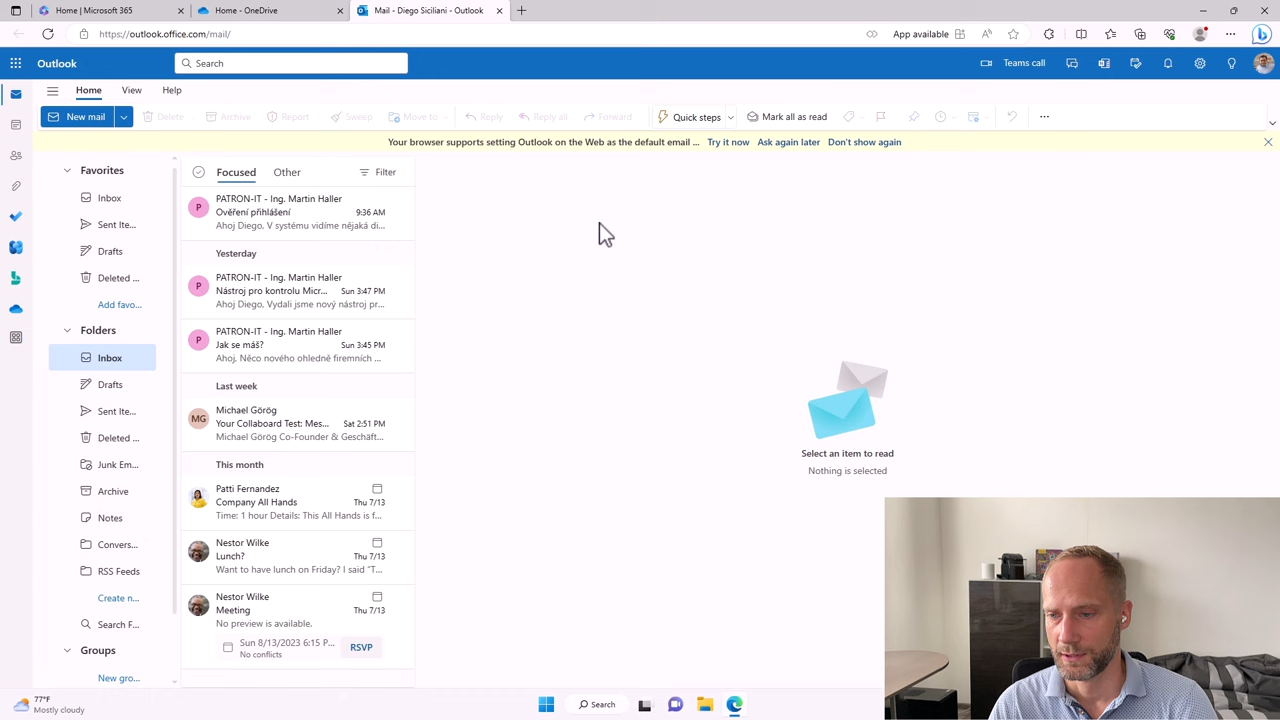 Home | Microsoft 365
Home - OneDrive
Mail - Diego Siciliani - Outlook
https://outlook.office.com/mail/
App available
Outlook
Search
Teams call
Home
View
Help
New mail
Delete
Archive
Report
Sweep
Move to
Reply
Reply all
Forward
Quick steps
Mark all as read
Your browser supports setting Outlook on the Web as the default email ...
Try it now
Ask again later
Don't show again
Favorites
Inbox
Sent Ite...
Drafts
Deleted ...
Add favo...
Folders
Inbox
Drafts
Sent Ite...
Deleted ...
Junk Em...
Archive
Notes
Convers...
RSS Feeds
Create n...
Search F...
Groups
New gro...
Focused
Other
Filter
P
PATRON-IT - Ing. Martin Haller
Ověření přihlášení
9:36 AM
Ahoj Diego, V systému vidíme nějaká di...
Yesterday
P
PATRON-IT - Ing. Martin Haller
Nástroj pro kontrolu Micr...
Sun 3:47 PM
Ahoj Diego, Vydali jsme nový nástroj pr...
P
PATRON-IT - Ing. Martin Haller
Jak se máš?
Sun 3:45 PM
Ahoj, Něco nového ohledně firemních ...
Last week
MG
Michael Görög
Your Collaboard Test: Mes...
Sat 2:51 PM
Michael Görög Co-Founder & Geschäft...
This month
Patti Fernandez
Company All Hands
Thu 7/13
Time: 1 hour Details: This All Hands is f...
Nestor Wilke
Lunch?
Thu 7/13
Want to have lunch on Friday? I said "T...
Nestor Wilke
Meeting
Thu 7/13
No preview is available.
Sun 8/13/2023 6:15 P...
No conflicts
RSVP
Select an item to read
Nothing is selected
77°F
Mostly cloudy
Search